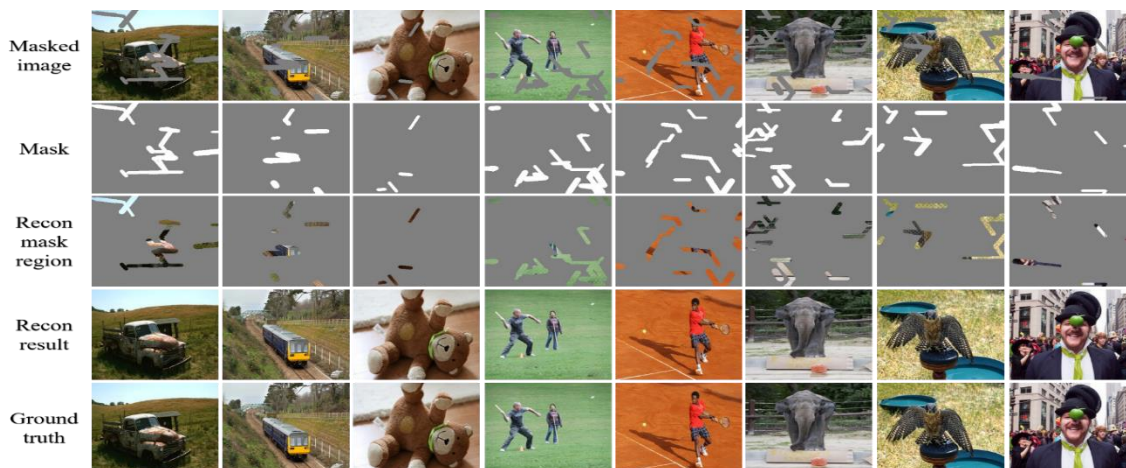 Masked
image
Mask
Recon
mask
region
Recon
result
Ground
truth